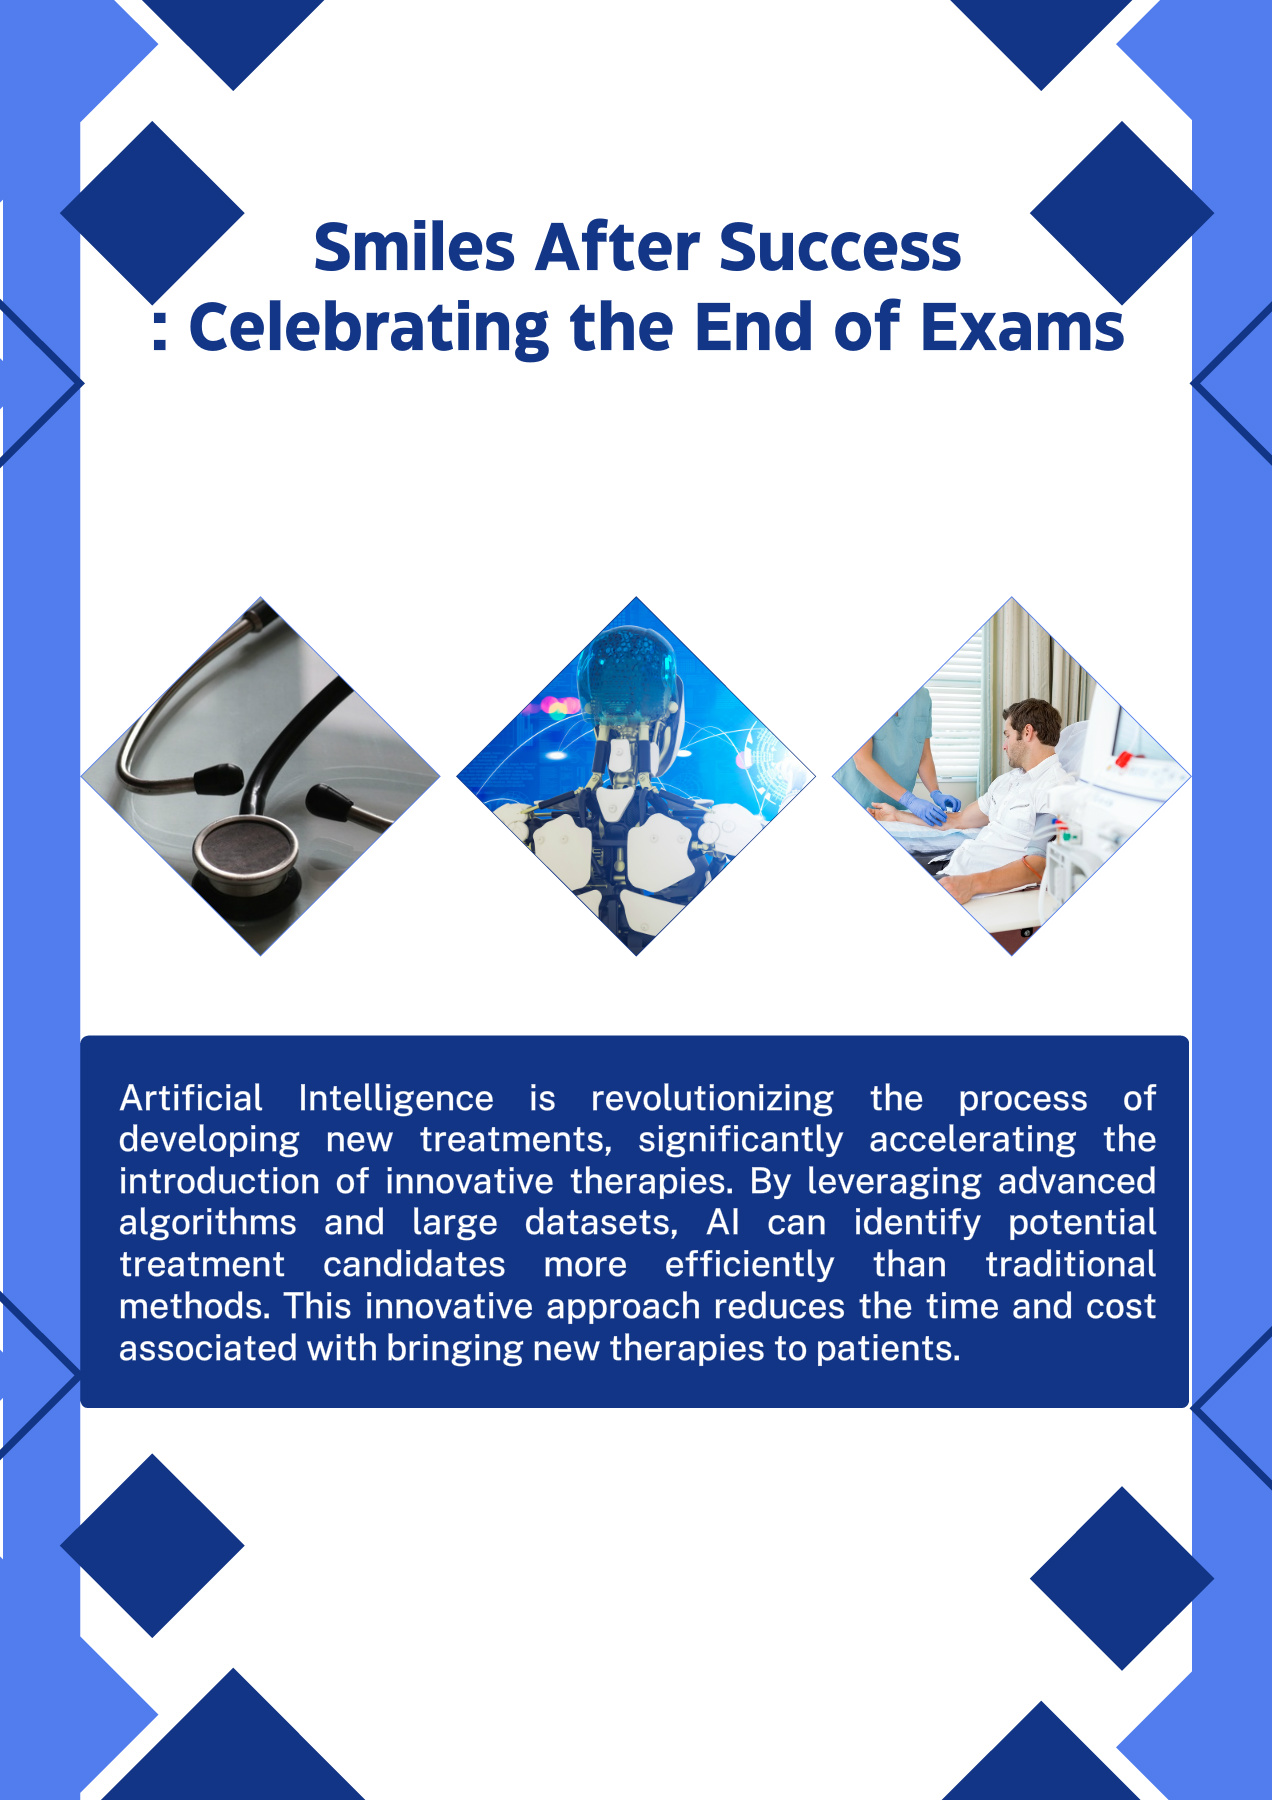 Smiles After Success
: Celebrating the End of Exams
Artificial Intelligence is revolutionizing the process of
developing new treatments, significantly accelerating the
introduction of innovative therapies. By leveraging advanced
algorithms and large datasets, AI can identify potential
treatment candidates more efficiently than traditional
methods. This innovative approach reduces the time and cost
associated with bringing new therapies to patients.